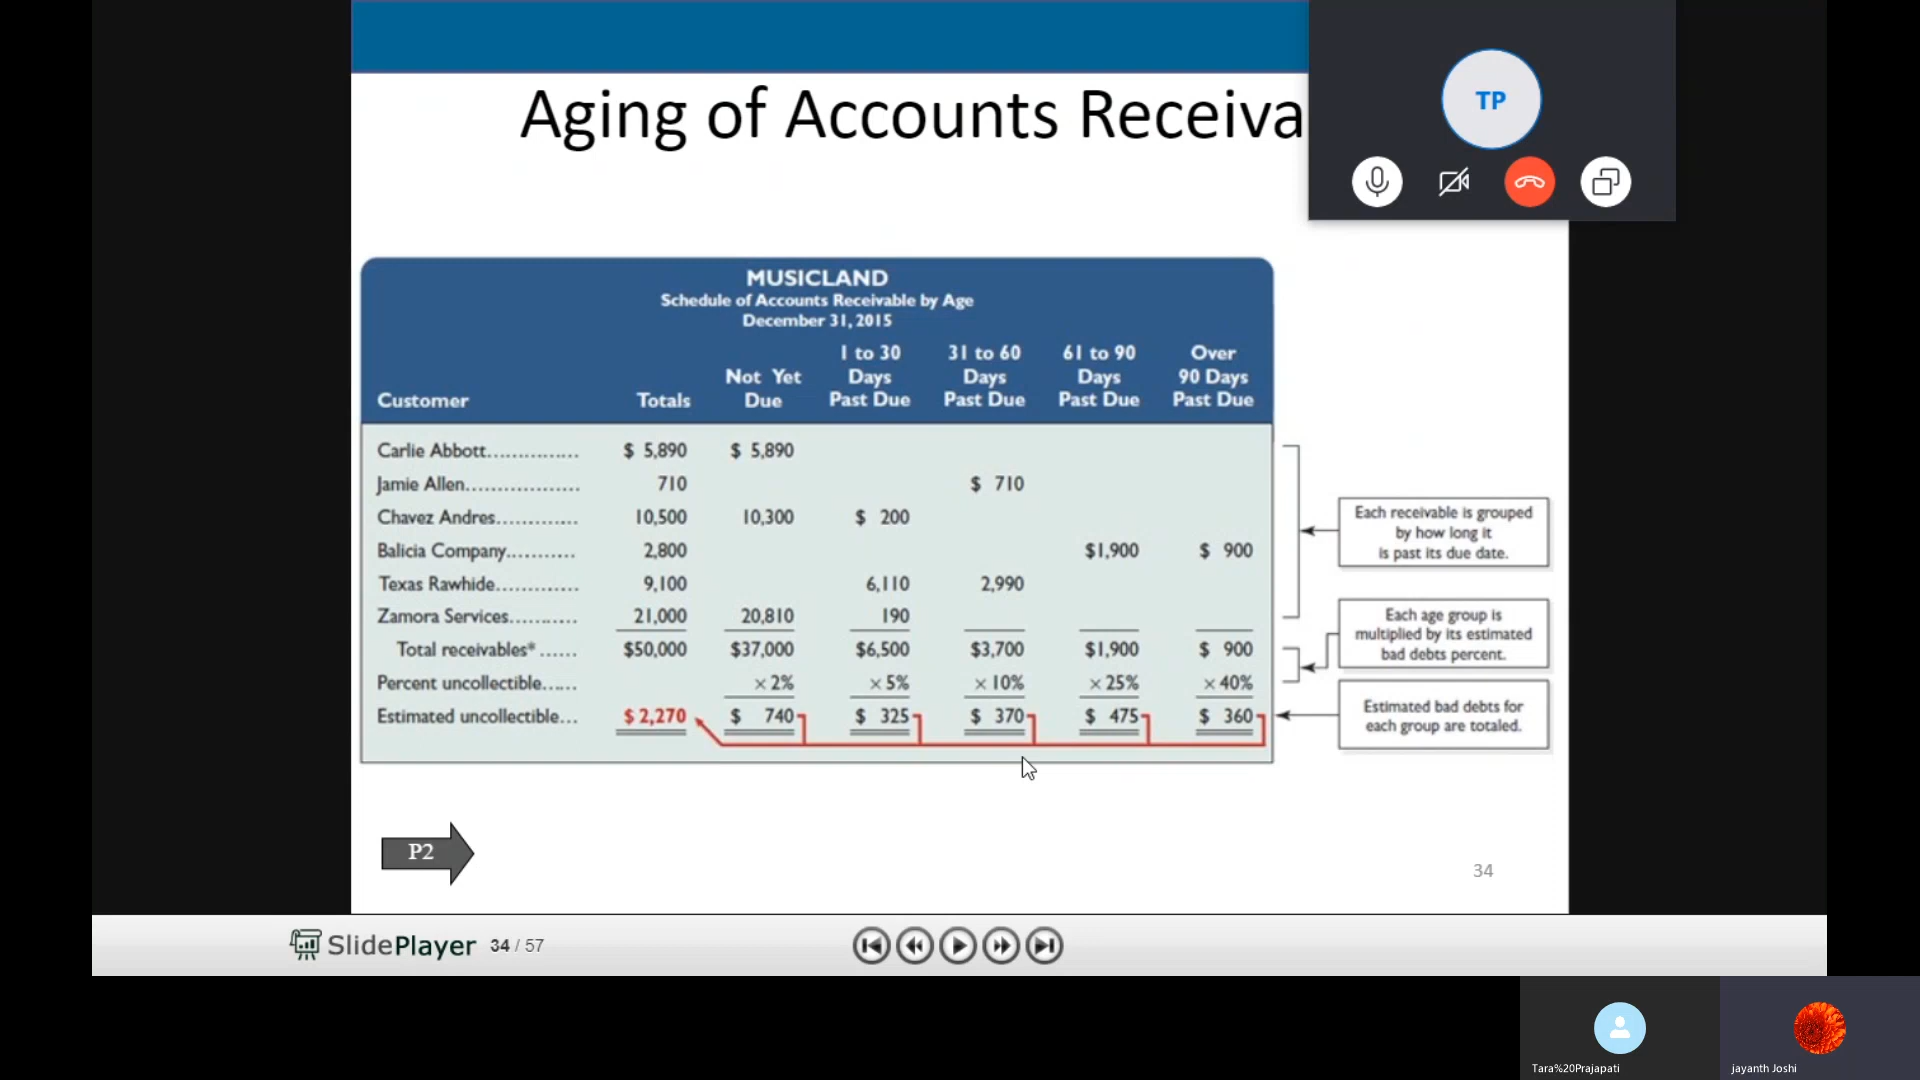 Aging of Accounts Receiva
TP
MUSICLAND
Schedule of Accounts Receivable by Age
December 31, 2015
Customer Totals Not Yet Due 1 to 30 Days Past Due 31 to 60 Days Past Due 61 to 90 Days Past Due Over 90 Days Past Due
Carlie Abbott............... $ 5,890 $ 5,890
Jamie Allen.................. 710 $ 710
Chavez Andres............. 10,500 10,300 $ 200
Balicia Company........... 2,800 $1,900 $ 900
Texas Rawhide............. 9,100 6,110 2,990
Zamora Services........... 21,000 20,810 190
Total receivables* ...... $50,000 $37,000 $6,500 $3,700 $1,900 $ 900
Percent uncollectible...... × 2% × 5% × 10% × 25% × 40%
Estimated uncollectible... $ 2,270 $ 740 $ 325 $ 370 $ 475 $ 360
Each receivable is grouped
by how long it
is past its due date.
Each age group is
multiplied by its estimated
bad debts percent.
Estimated bad debts for
each group are totaled.
P2
34
SlidePlayer 34 / 57
Tara%20Prajapati
jayanth Joshi